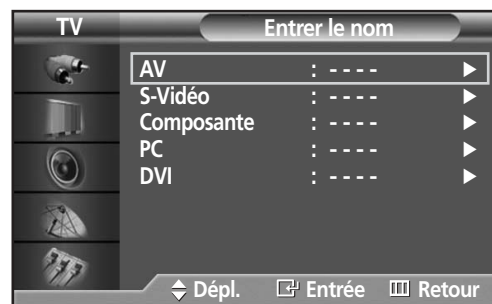 TV Entrer le nom
AV : - - - -
S-Vidéo : - - - -
Composante : - - - -
PC : - - - -
DVI : - - - -
Dépl. Entrée Retour